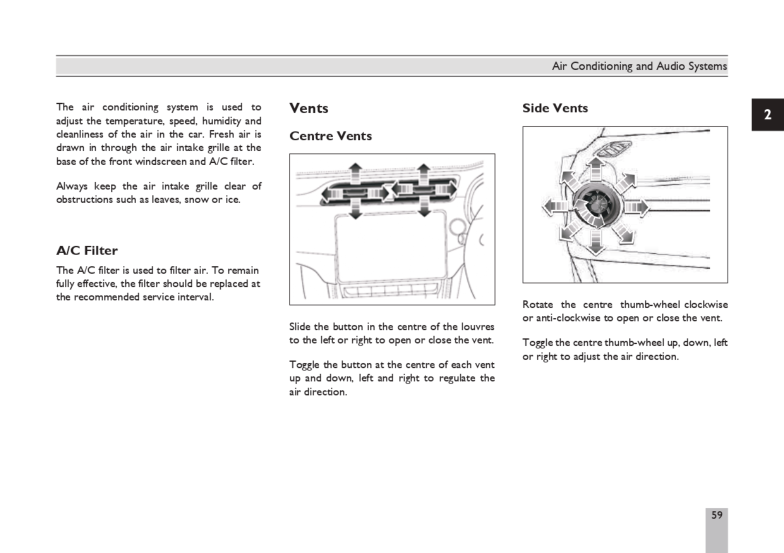 Air Conditioning and Audio Systems
2
The air conditioning system is used to
adjust the temperature, speed, humidity and
cleanliness of the air in the car. Fresh air is
drawn in through the air intake grille at the
base of the front windscreen and A/C filter.
Always keep the air intake grille clear of
obstructions such as leaves, snow or ice.
A/C Filter
The A/C filter is used to filter air. To remain
fully effective, the filter should be replaced at
the recommended service interval.
Vents
Centre Vents
Slide the button in the centre of the louvres
to the left or right to open or close the vent.
Toggle the button at the centre of each vent
up and down, left and right to regulate the
air direction.
Side Vents
Rotate the centre thumb-wheel clockwise
or anti-clockwise to open or close the vent.
Toggle the centre thumb-wheel up, down, left
or right to adjust the air direction.
59